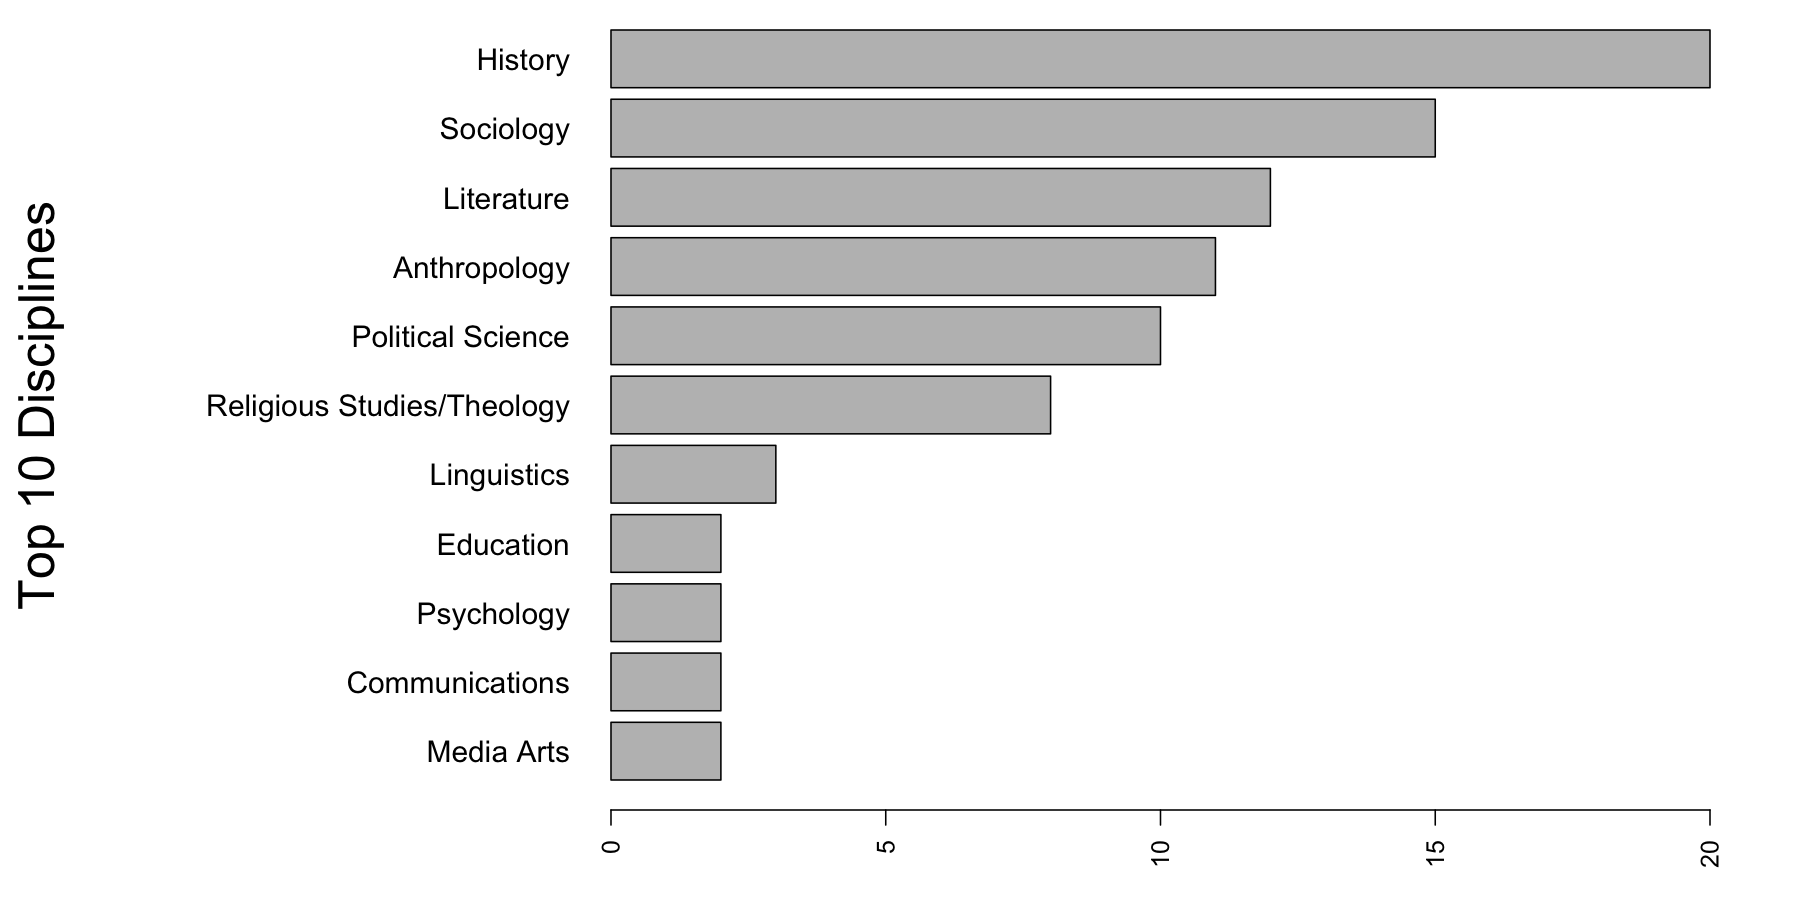 Top 10 Disciplines
History
Sociology
Literature
Anthropology
Political Science
Religious Studies/Theology
Linguistics
Education
Psychology
Communications
Media Arts
0 5 10 15 20